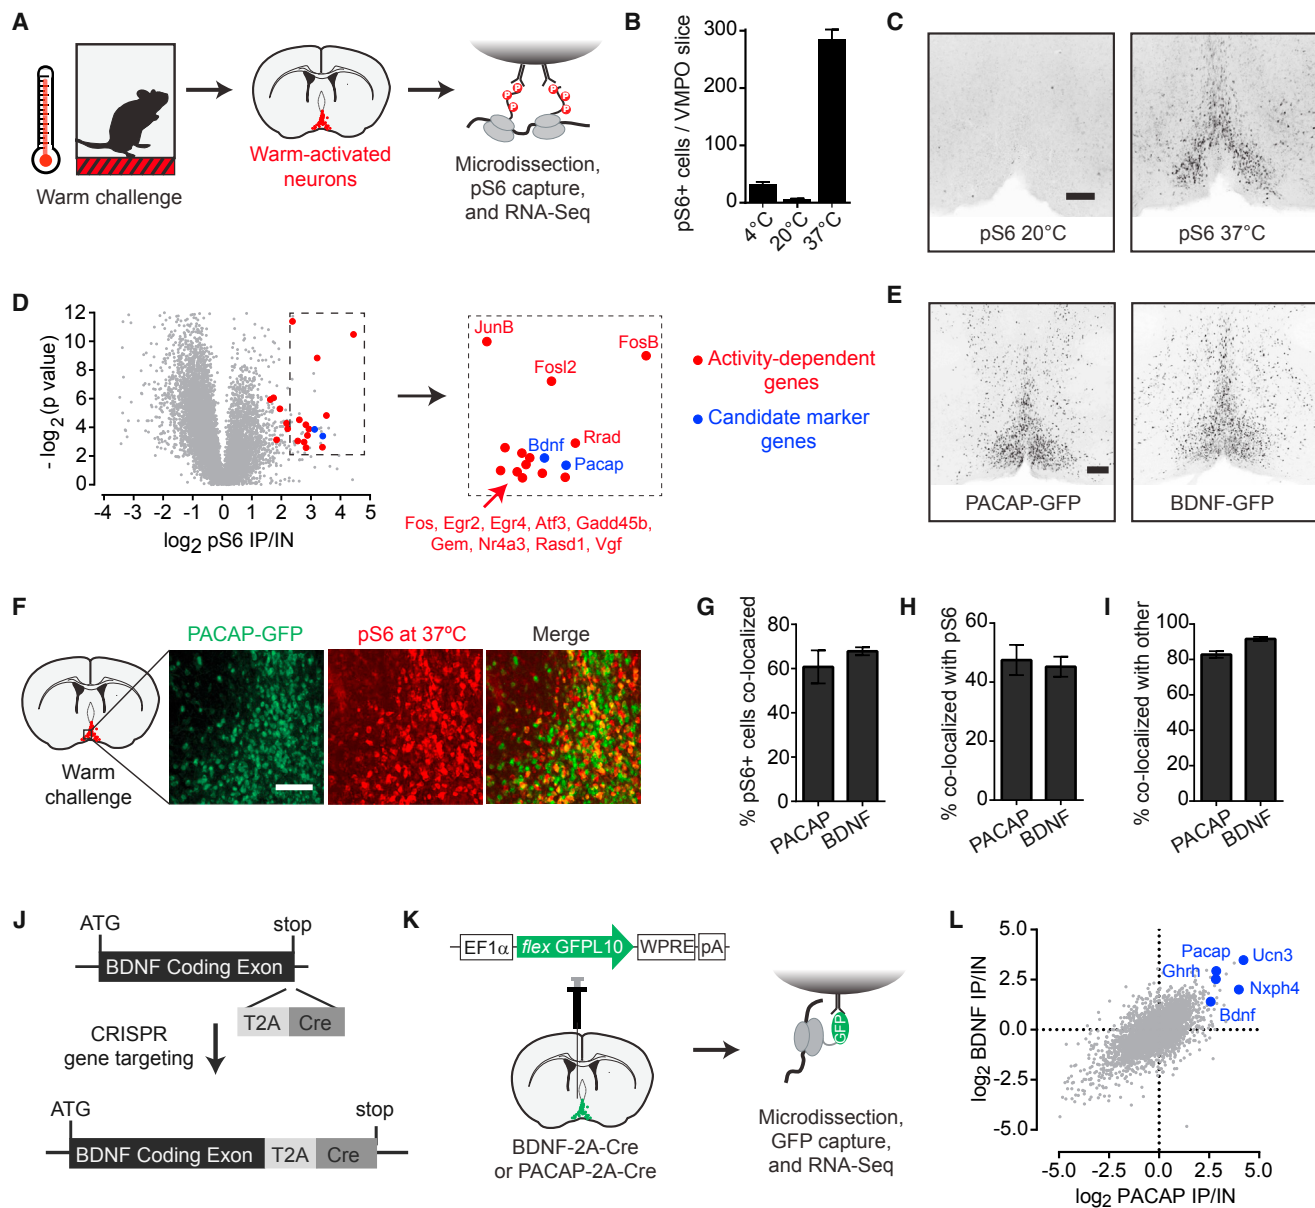 A
Warm challenge
Warm-activated
neurons
P
P
P
P
P
P
Microdissection,
pS6 capture,
and RNA-Seq
B
pS6+ cells / VMPO slice
300
200
100
0
4°C
20°C
37°C
C
pS6 20°C
pS6 37°C
D
- log2(p value)
12
10
8
6
4
2
0
-4 -3 -2 -1 0 1 2 3 4 5
log2 pS6 IP/IN
JunB
FosB
Fosl2
Rrad
Bdnf
Pacap
Fos, Egr2, Egr4, Atf3, Gadd45b,
Gem, Nr4a3, Rasd1, Vgf
Activity-dependent
genes
Candidate marker
genes
E
PACAP-GFP
BDNF-GFP
F
Warm
challenge
PACAP-GFP
pS6 at 37ºC
Merge
G
% pS6+ cells co-localized
80
60
40
20
0
PACAP
BDNF
H
% co-localized with pS6
60
40
20
0
PACAP
BDNF
I
% co-localized with other
100
80
60
40
20
0
PACAP
BDNF
J
ATG
stop
BDNF Coding Exon
T2A Cre
CRISPR
gene targeting
ATG
stop
BDNF Coding Exon T2A Cre
K
EF1α flex GFPL10 WPRE pA
BDNF-2A-Cre
or PACAP-2A-Cre
GFP
Microdissection,
GFP capture,
and RNA-Seq
L
log2 BDNF IP/IN
5.0
2.5
0.0
-2.5
-5.0
Pacap
Ucn3
Ghrh
Nxph4
Bdnf
-5.0 -2.5 0.0 2.5 5.0
log2 PACAP IP/IN